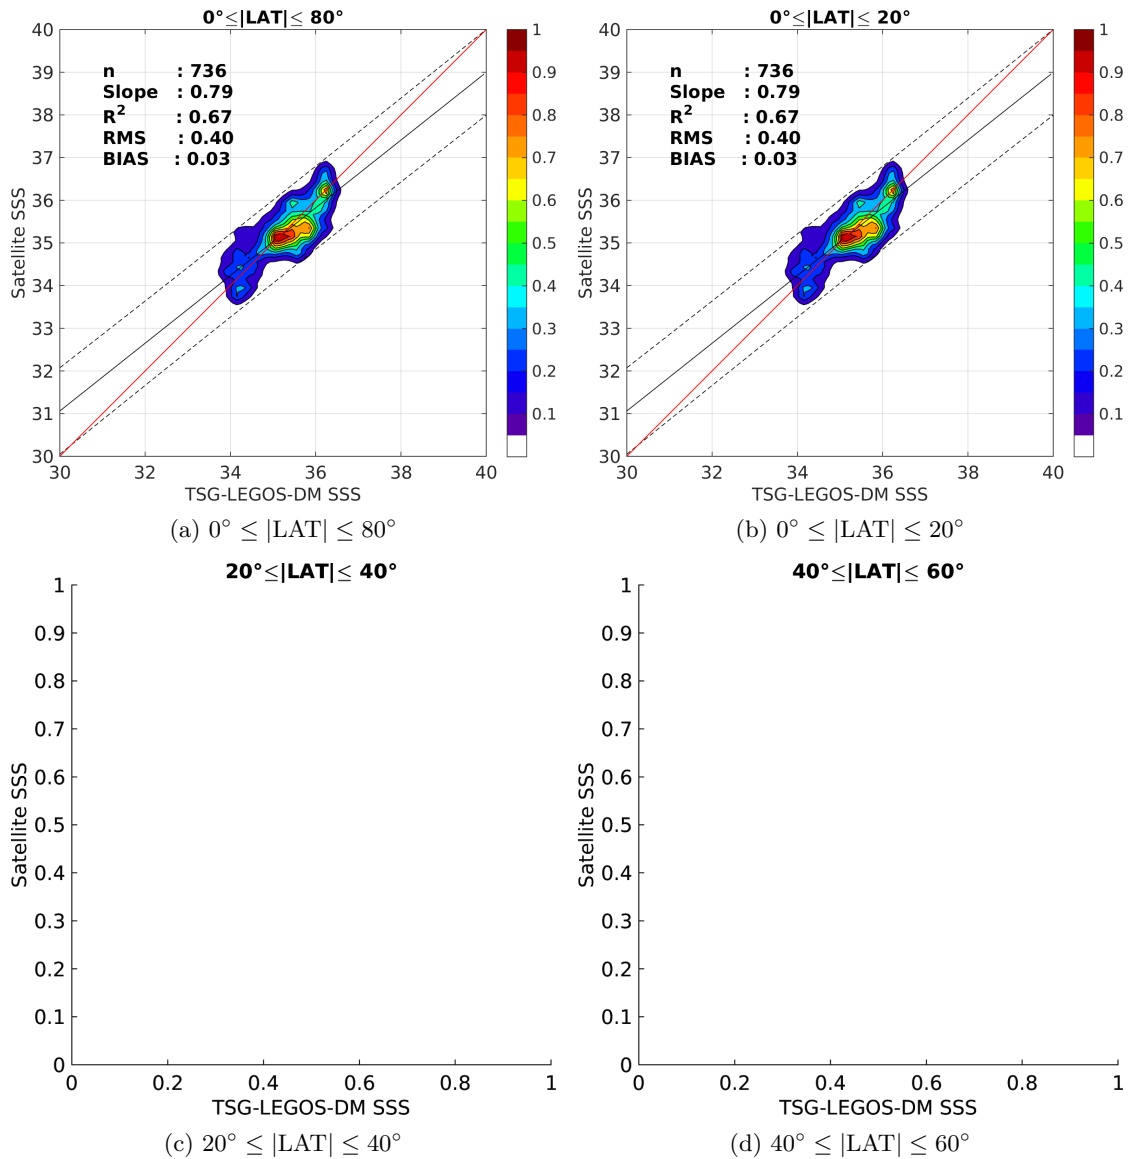 0°≤|LAT|≤ 80°
40
39
38
37
36
35
34
33
32
31
30
Satellite SSS
n : 736
Slope : 0.79
R² : 0.67
RMS : 0.40
BIAS : 0.03
30 32 34 36 38 40
TSG-LEGOS-DM SSS
1
0.9
0.8
0.7
0.6
0.5
0.4
0.3
0.2
0.1
(a) 0° ≤ |LAT| ≤ 80°
0°≤|LAT|≤ 20°
40
39
38
37
36
35
34
33
32
31
30
Satellite SSS
n : 736
Slope : 0.79
R² : 0.67
RMS : 0.40
BIAS : 0.03
30 32 34 36 38 40
TSG-LEGOS-DM SSS
1
0.9
0.8
0.7
0.6
0.5
0.4
0.3
0.2
0.1
(b) 0° ≤ |LAT| ≤ 20°
20°≤|LAT|≤ 40°
1
0.9
0.8
0.7
0.6
0.5
0.4
0.3
0.2
0.1
0
Satellite SSS
0 0.2 0.4 0.6 0.8 1
TSG-LEGOS-DM SSS
(c) 20° ≤ |LAT| ≤ 40°
40°≤|LAT|≤ 60°
1
0.9
0.8
0.7
0.6
0.5
0.4
0.3
0.2
0.1
0
Satellite SSS
0 0.2 0.4 0.6 0.8 1
TSG-LEGOS-DM SSS
(d) 40° ≤ |LAT| ≤ 60°